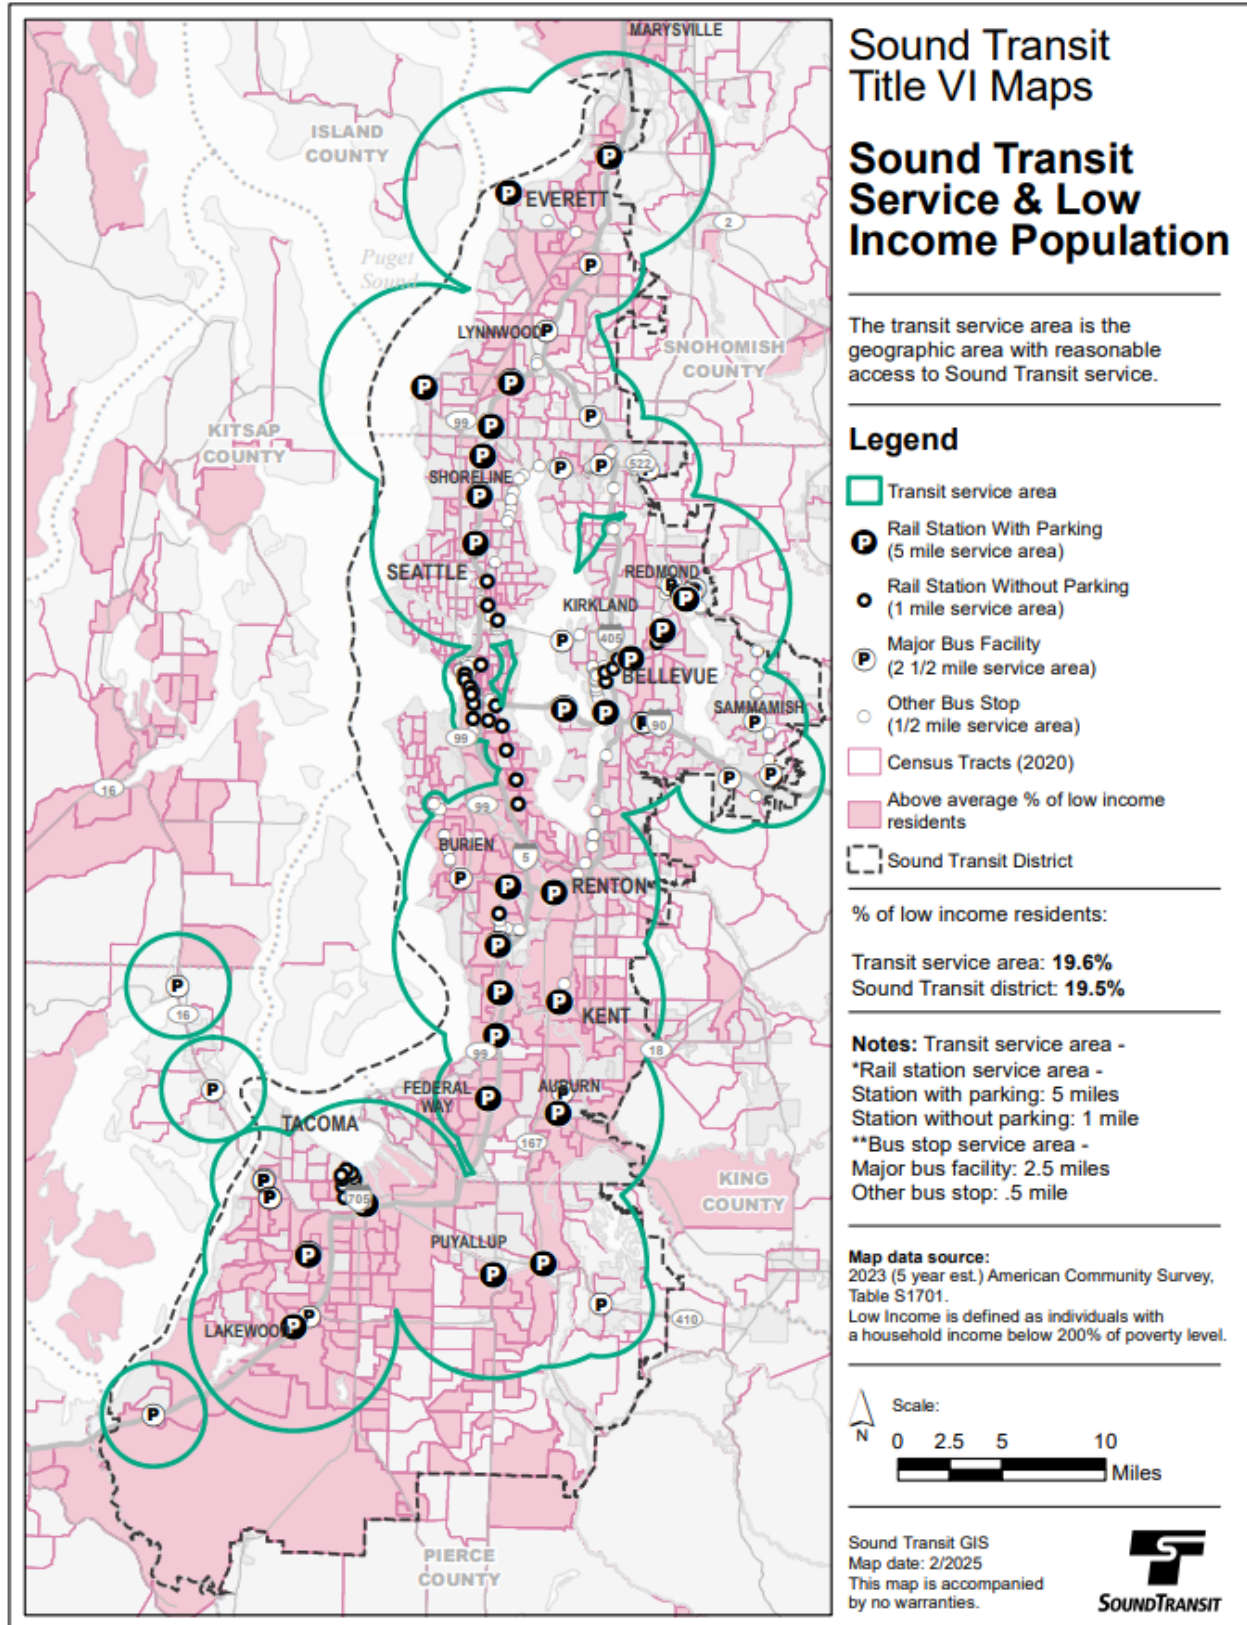 MARYSVILLE
ISLAND
COUNTY
EVERETT
2
Puget
Sound
LYNNWOOD
SNOHOMISH
COUNTY
KITSAP
COUNTY
99
522
SHORELINE
SEATTLE
REDMOND
KIRKLAND
405
BELLEVUE
SAMMAMISH
90
99
16
99
BURIEN
5
RENTON
16
KENT
99
18
FEDERAL
WAY
AUBURN
TACOMA
167
KING
COUNTY
705
PUYALLUP
410
LAKEWOOD
PIERCE
COUNTY
Sound Transit
Title VI Maps
Sound Transit
Service & Low
Income Population
The transit service area is the
geographic area with reasonable
access to Sound Transit service.
Legend
Transit service area
P Rail Station With Parking
(5 mile service area)
Rail Station Without Parking
(1 mile service area)
P Major Bus Facility
(2 1/2 mile service area)
Other Bus Stop
(1/2 mile service area)
Census Tracts (2020)
Above average % of low income
residents
Sound Transit District
% of low income residents:
Transit service area: 19.6%
Sound Transit district: 19.5%
Notes: Transit service area -
*Rail station service area -
Station with parking: 5 miles
Station without parking: 1 mile
**Bus stop service area -
Major bus facility: 2.5 miles
Other bus stop: .5 mile
Map data source:
2023 (5 year est.) American Community Survey,
Table S1701.
Low Income is defined as individuals with
a household income below 200% of poverty level.
N
Scale:
0 2.5 5 10
Miles
Sound Transit GIS
Map date: 2/2025
This map is accompanied
by no warranties.
SOUNDTRANSIT